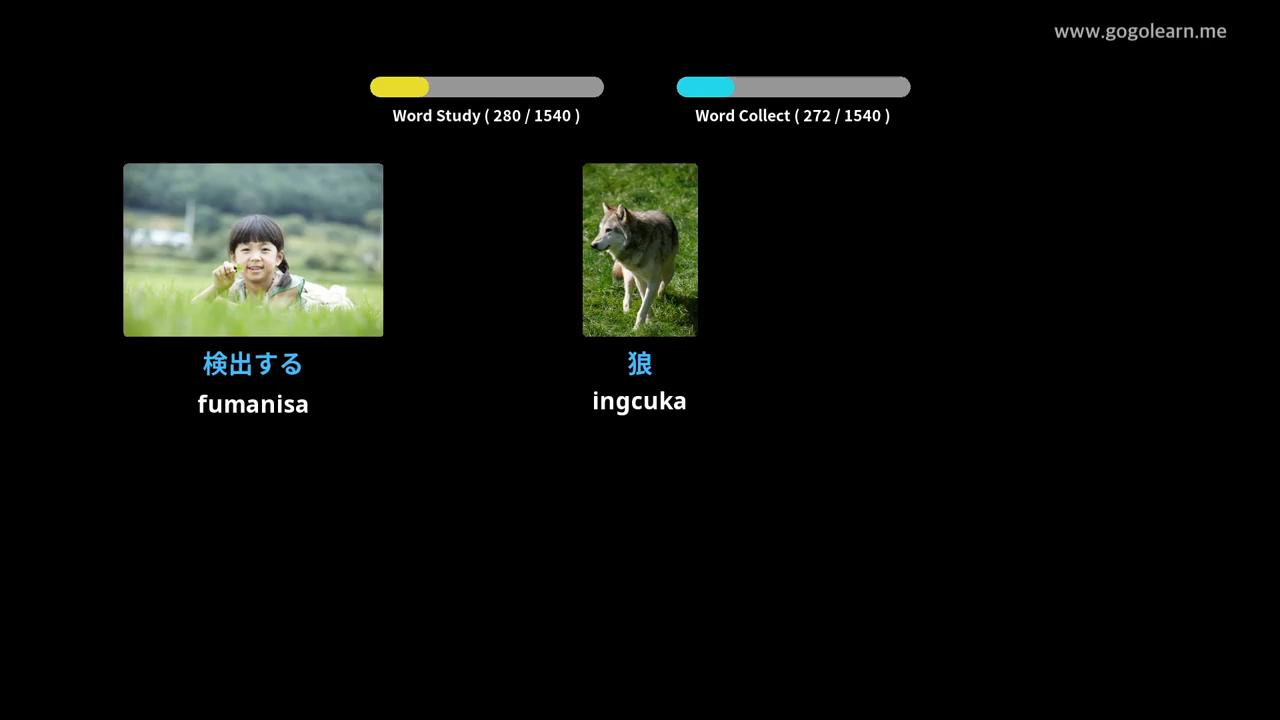 www.gogolearn.me
Word Study ( 280 / 1540 )
Word Collect ( 272 / 1540 )
検出する
fumanisa
狼
ingcuka